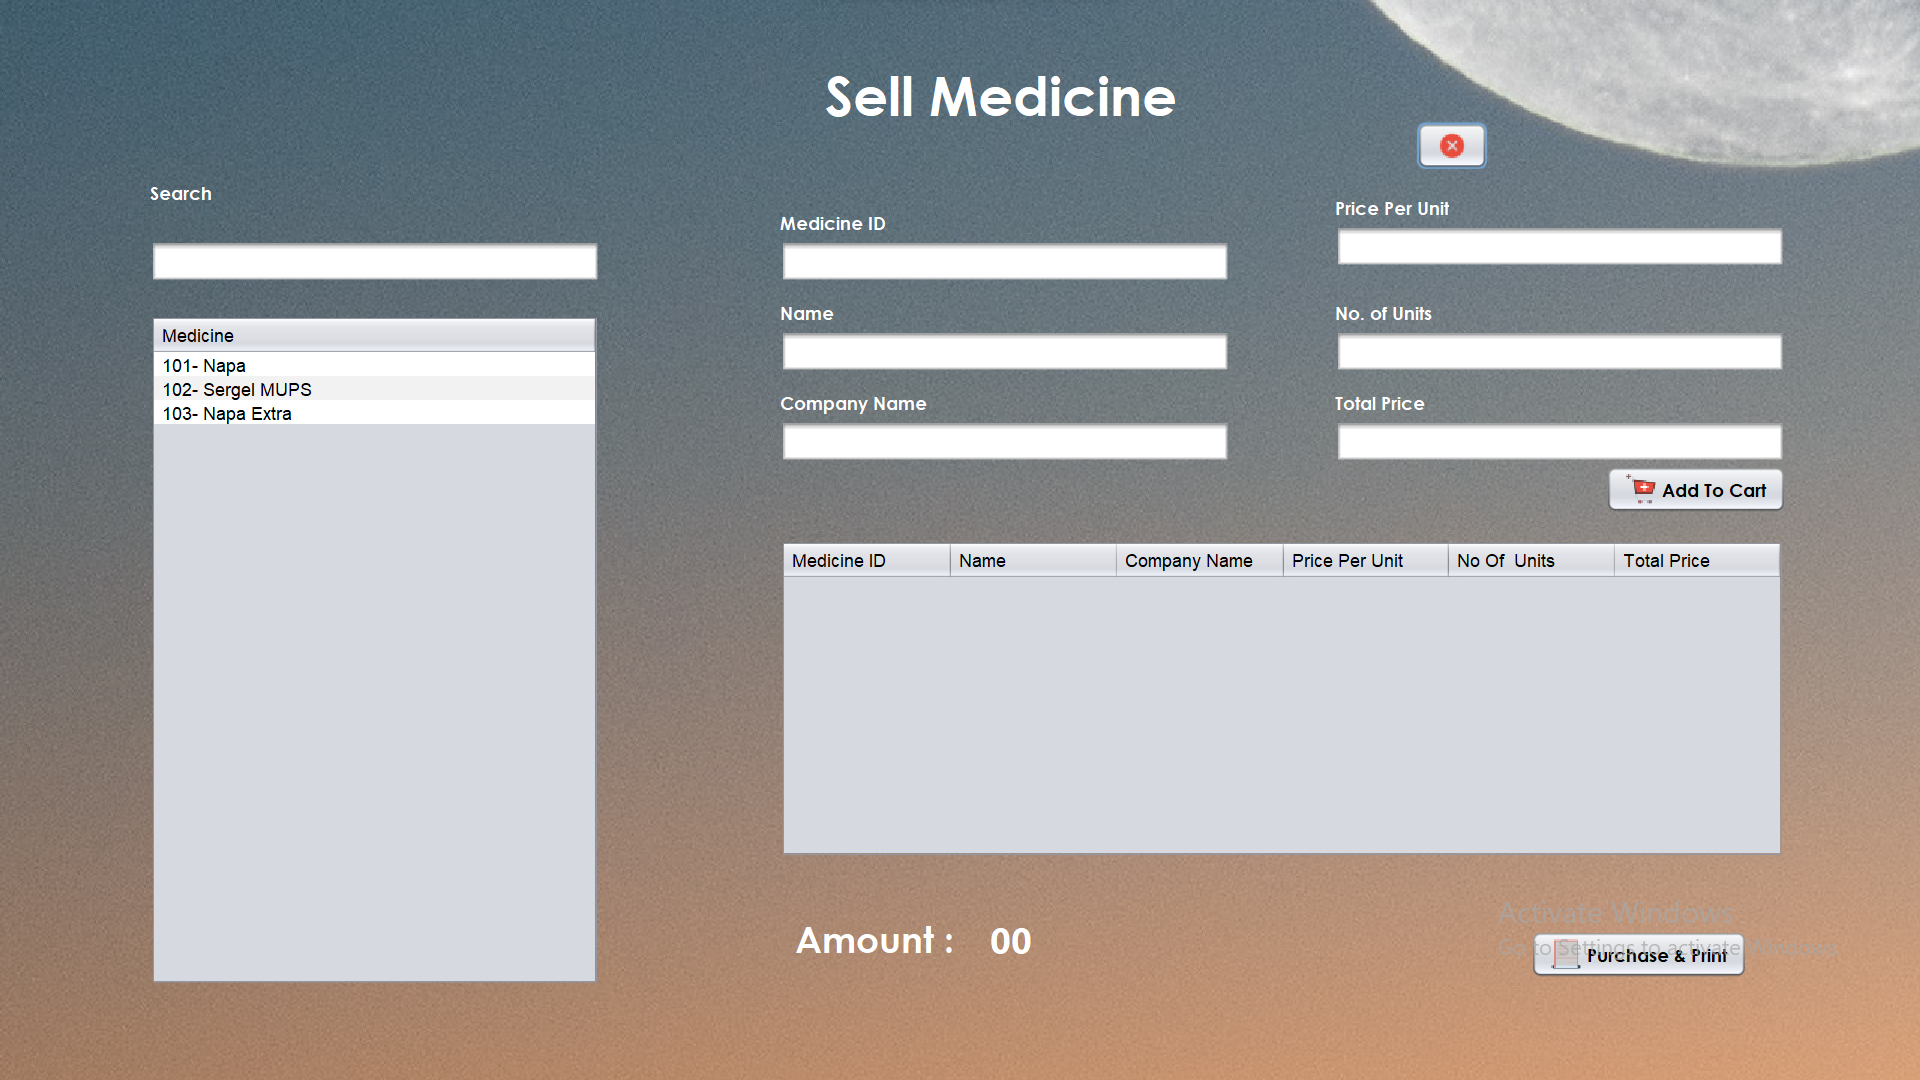 Sell Medicine
Search
Medicine ID
Price Per Unit
Name
No. of Units
Company Name
Total Price
Medicine
101- Napa
102- Sergel MUPS
103- Napa Extra
Add To Cart
Medicine ID Name Company Name Price Per Unit No Of  Units Total Price
Amount : 00
Activate Windows
Go to Settings to activate Windows.
Purchase & Print